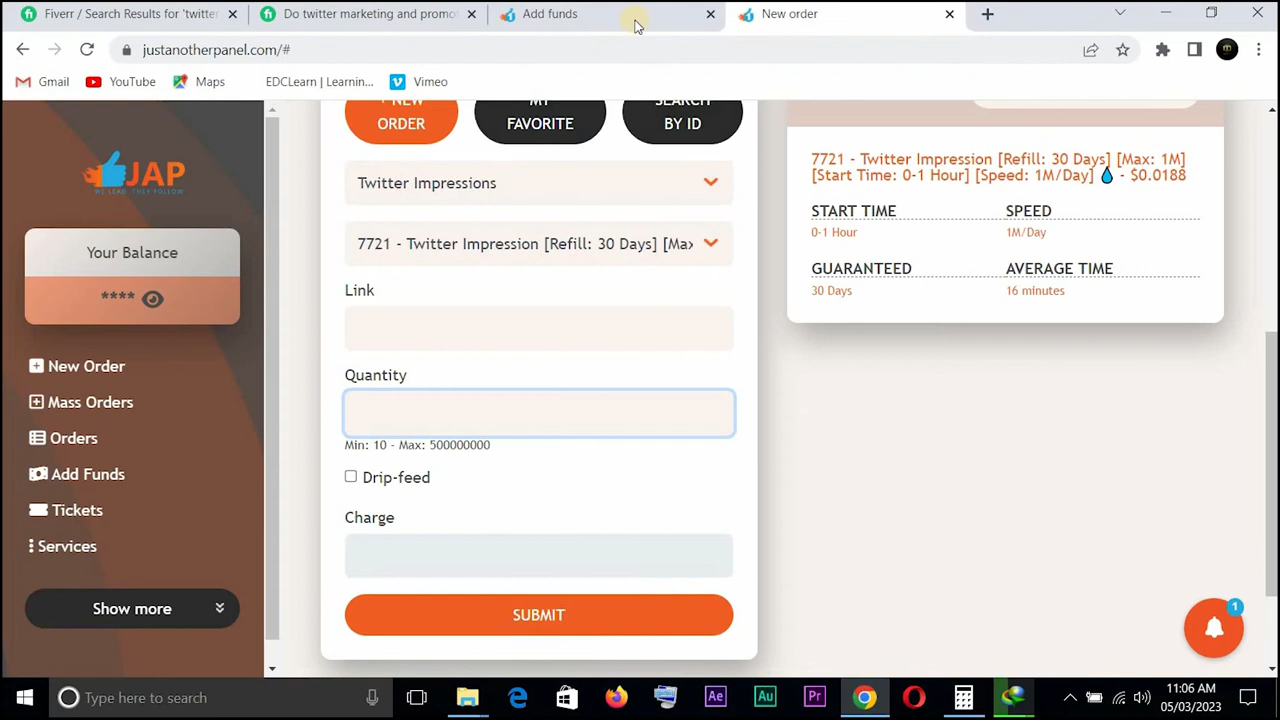 Fiverr / Search Results for 'twitter
Do twitter marketing and promot
Add funds
New order
justanotherpanel.com/#
Gmail
YouTube
Maps
EDCLearn | Learnin...
Vimeo
JAP
WE LEAD, THEY FOLLOW
Your Balance
****
New Order
Mass Orders
Orders
Add Funds
Tickets
Services
Show more
+ NEW ORDER
MY FAVORITE
SEARCH BY ID
Twitter Impressions
7721 - Twitter Impression [Refill: 30 Days] [Max
Link
Quantity
Min: 10 - Max: 500000000
Drip-feed
Charge
SUBMIT
7721 - Twitter Impression [Refill: 30 Days] [Max: 1M]
[Start Time: 0-1 Hour] [Speed: 1M/Day] 💧 - $0.0188
START TIME
SPEED
0-1 Hour
1M/Day
GUARANTEED
AVERAGE TIME
30 Days
16 minutes
1
Type here to search
Ae
Au
Pr
11:06 AM
05/03/2023